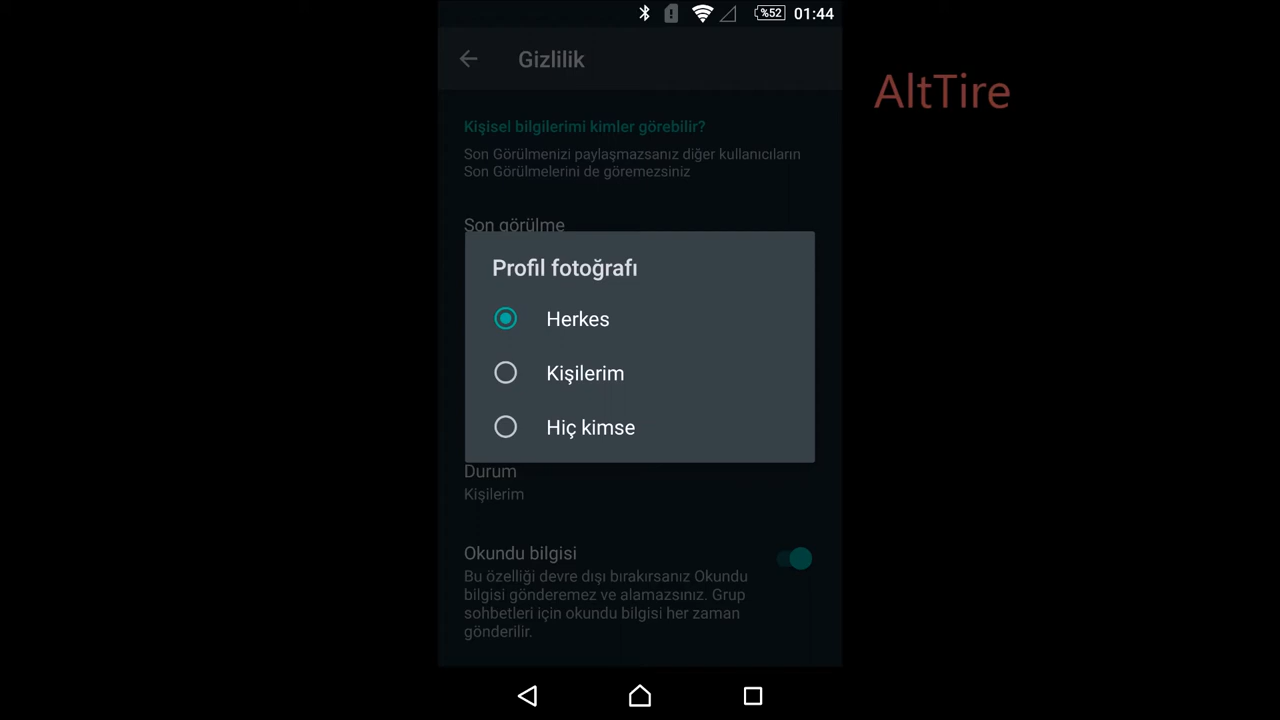 %52 01:44
Gizlilik
AltTire
Kişisel bilgilerimi kimler görebilir?
Son Görülmenizi paylaşmazsanız diğer kullanıcıların
Son Görülmelerini de göremezsiniz
Son görülme
Profil fotoğrafı
Herkes
Kişilerim
Hiç kimse
Durum
Kişilerim
Okundu bilgisi
Bu özelliği devre dışı bırakırsanız Okundu
bilgisi gönderemez ve alamazsınız. Grup
sohbetleri için okundu bilgisi her zaman
gönderilir.